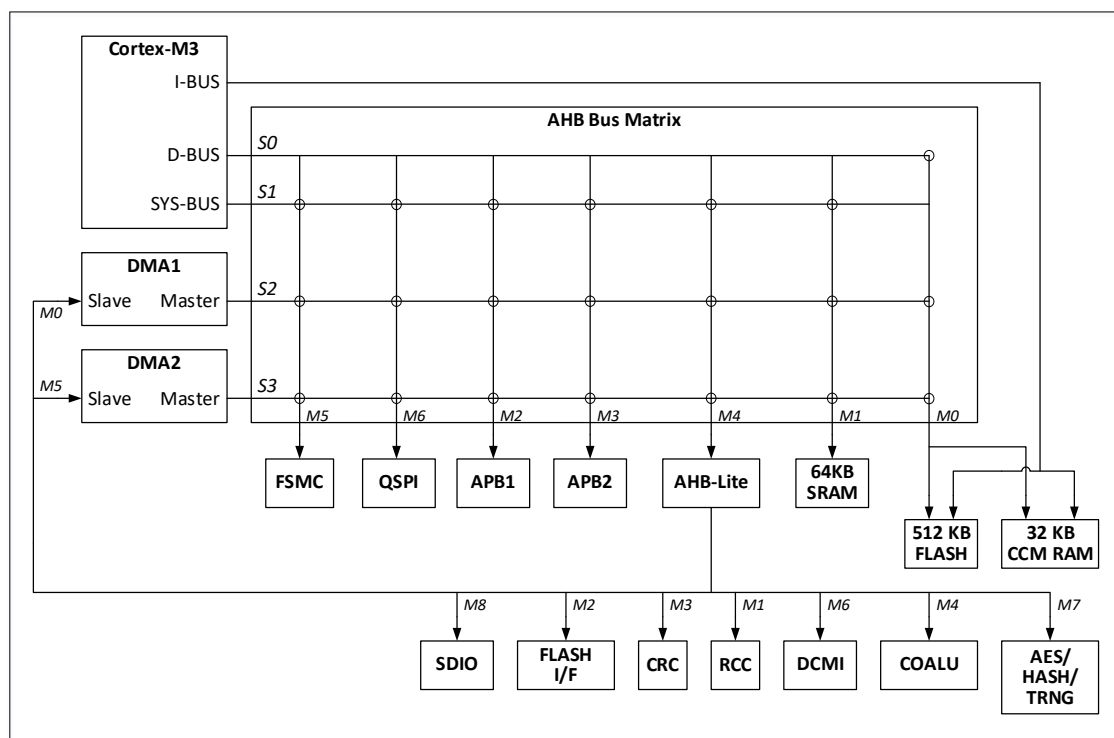 Cortex-M3
I-BUS
AHB Bus Matrix
D-BUS
S0
SYS-BUS
S1
DMA1
Slave Master
S2
M0
DMA2
M5
Slave Master
S3
M5 M6 M2 M3 M4 M1 M0
FSMC
QSPI
APB1
APB2
AHB-Lite
64KB
SRAM
512 KB
FLASH
32 KB
CCM RAM
M8 M2 M3 M1 M6 M4 M7
SDIO
FLASH
I/F
CRC
RCC
DCMI
COALU
AES/
HASH/
TRNG